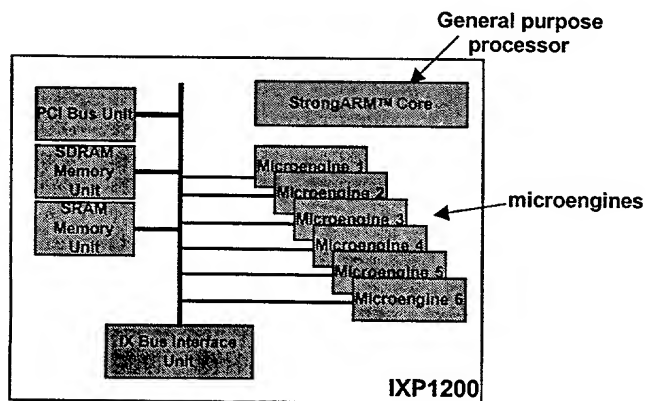 General purpose
processor
StrongARM™ Core
PCI Bus Unit
SDRAM
Memory
Unit
SRAM
Memory
Unit
Microengine 1
Microengine 2
Microengine 3
Microengine 4
Microengine 5
Microengine 6
microengines
IX Bus Interface
Unit
IXP1200